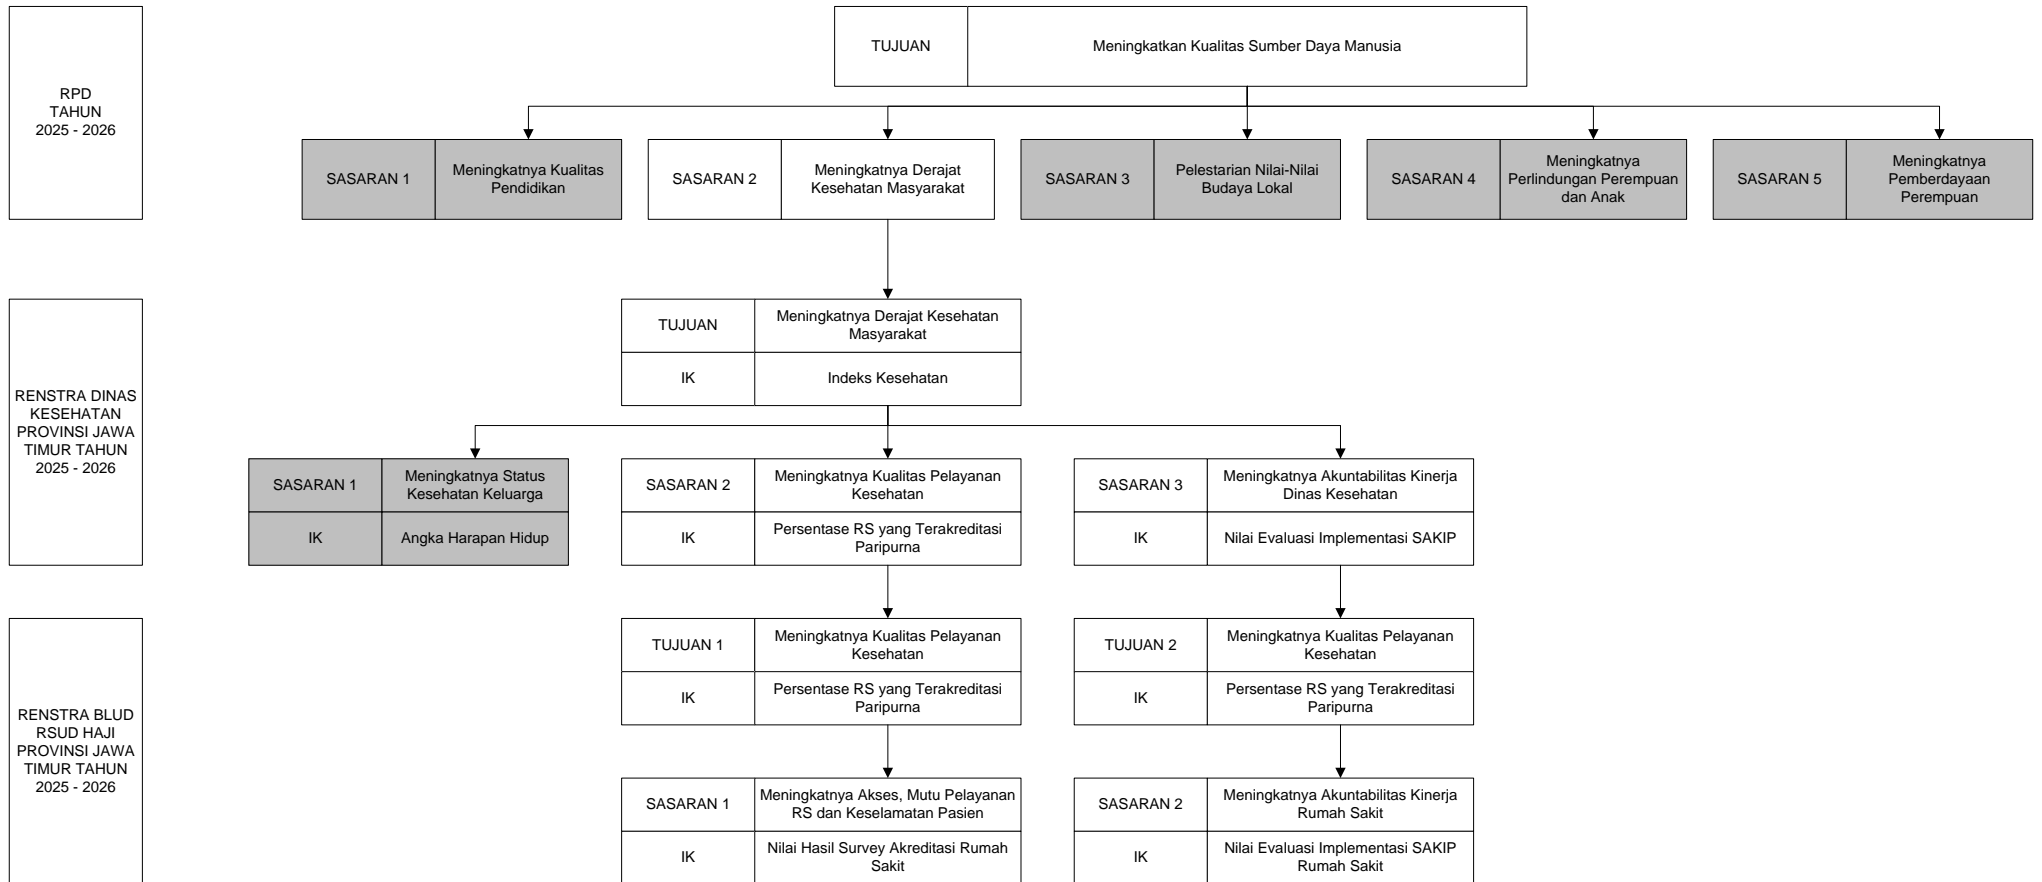 RPD
TAHUN
2025 - 2026
TUJUAN
Meningkatkan Kualitas Sumber Daya Manusia
SASARAN 1
Meningkatnya Kualitas
Pendidikan
SASARAN 2
Meningkatnya Derajat
Kesehatan Masyarakat
SASARAN 3
Pelestarian Nilai-Nilai
Budaya Lokal
SASARAN 4
Meningkatnya
Perlindungan Perempuan
dan Anak
SASARAN 5
Meningkatnya
Pemberdayaan
Perempuan
RENSTRA DINAS
KESEHATAN
PROVINSI JAWA
TIMUR TAHUN
2025 - 2026
TUJUAN
Meningkatnya Derajat Kesehatan
Masyarakat
IK
Indeks Kesehatan
SASARAN 1
Meningkatnya Status
Kesehatan Keluarga
IK
Angka Harapan Hidup
SASARAN 2
Meningkatnya Kualitas Pelayanan
Kesehatan
IK
Persentase RS yang Terakreditasi
Paripurna
SASARAN 3
Meningkatnya Akuntabilitas Kinerja
Dinas Kesehatan
IK
Nilai Evaluasi Implementasi SAKIP
RENSTRA BLUD
RSUD HAJI
PROVINSI JAWA
TIMUR TAHUN
2025 - 2026
TUJUAN 1
Meningkatnya Kualitas Pelayanan
Kesehatan
IK
Persentase RS yang Terakreditasi
Paripurna
TUJUAN 2
Meningkatnya Kualitas Pelayanan
Kesehatan
IK
Persentase RS yang Terakreditasi
Paripurna
SASARAN 1
Meningkatnya Akses, Mutu Pelayanan
RS dan Keselamatan Pasien
IK
Nilai Hasil Survey Akreditasi Rumah
Sakit
SASARAN 2
Meningkatnya Akuntabilitas Kinerja
Rumah Sakit
IK
Nilai Evaluasi Implementasi SAKIP
Rumah Sakit